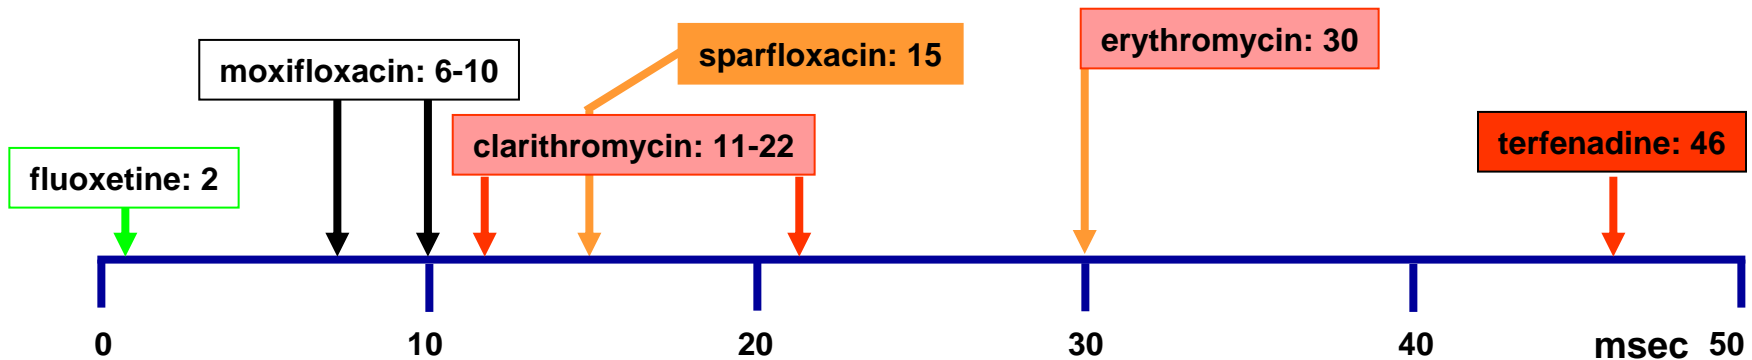 erythromycin: 30
sparfloxacin: 15
moxifloxacin: 6-10
clarithromycin: 11-22
terfenadine: 46
fluoxetine: 2
0 10 20 30 40 msec 50